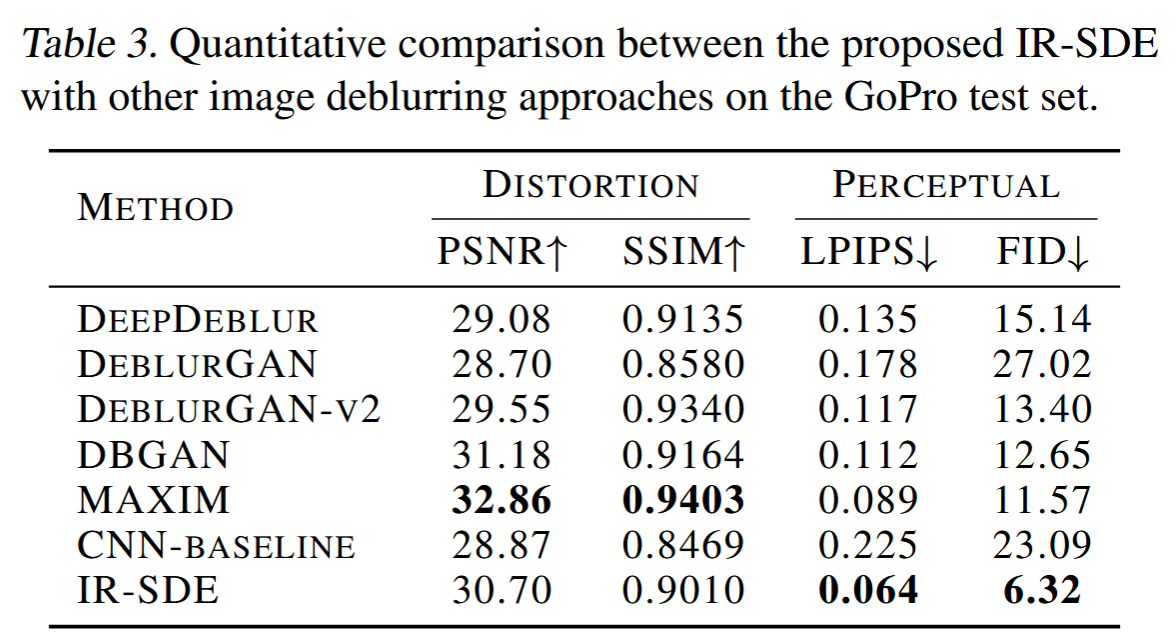 Table 3. Quantitative comparison between the proposed IR-SDE
with other image deblurring approaches on the GoPro test set.
METHOD DISTORTION PERCEPTUAL
PSNR↑ SSIM↑ LPIPS↓ FID↓
DEEPDEBLUR 29.08 0.9135 0.135 15.14
DEBLURGAN 28.70 0.8580 0.178 27.02
DEBLURGAN-V2 29.55 0.9340 0.117 13.40
DBGAN 31.18 0.9164 0.112 12.65
MAXIM 32.86 0.9403 0.089 11.57
CNN-BASELINE 28.87 0.8469 0.225 23.09
IR-SDE 30.70 0.9010 0.064 6.32